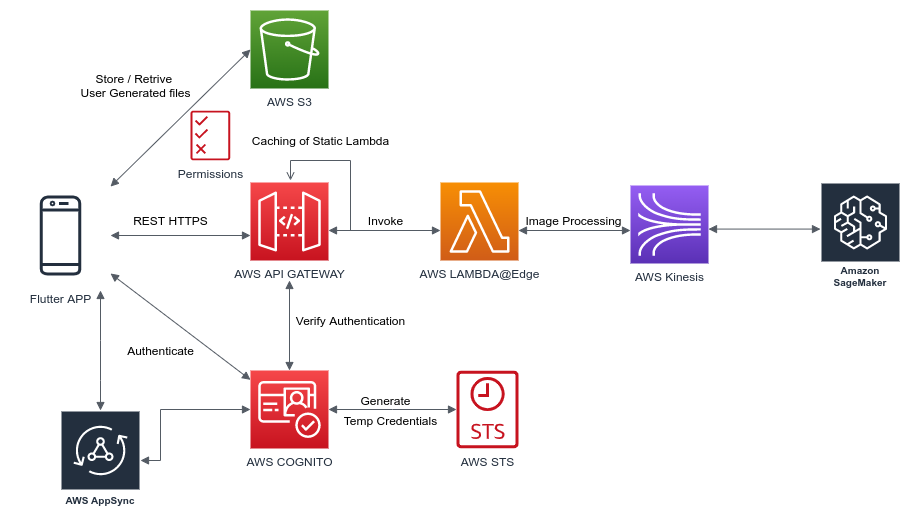 AWS S3
Store / Retrive
User Generated files
Permissions
Caching of Static Lambda
REST HTTPS
Invoke
Image Processing
Flutter APP
AWS API GATEWAY
AWS LAMBDA@Edge
AWS Kinesis
Amazon
SageMaker
Verify Authentication
Authenticate
Generate
Temp Credentials
STS
AWS COGNITO
AWS STS
AWS AppSync